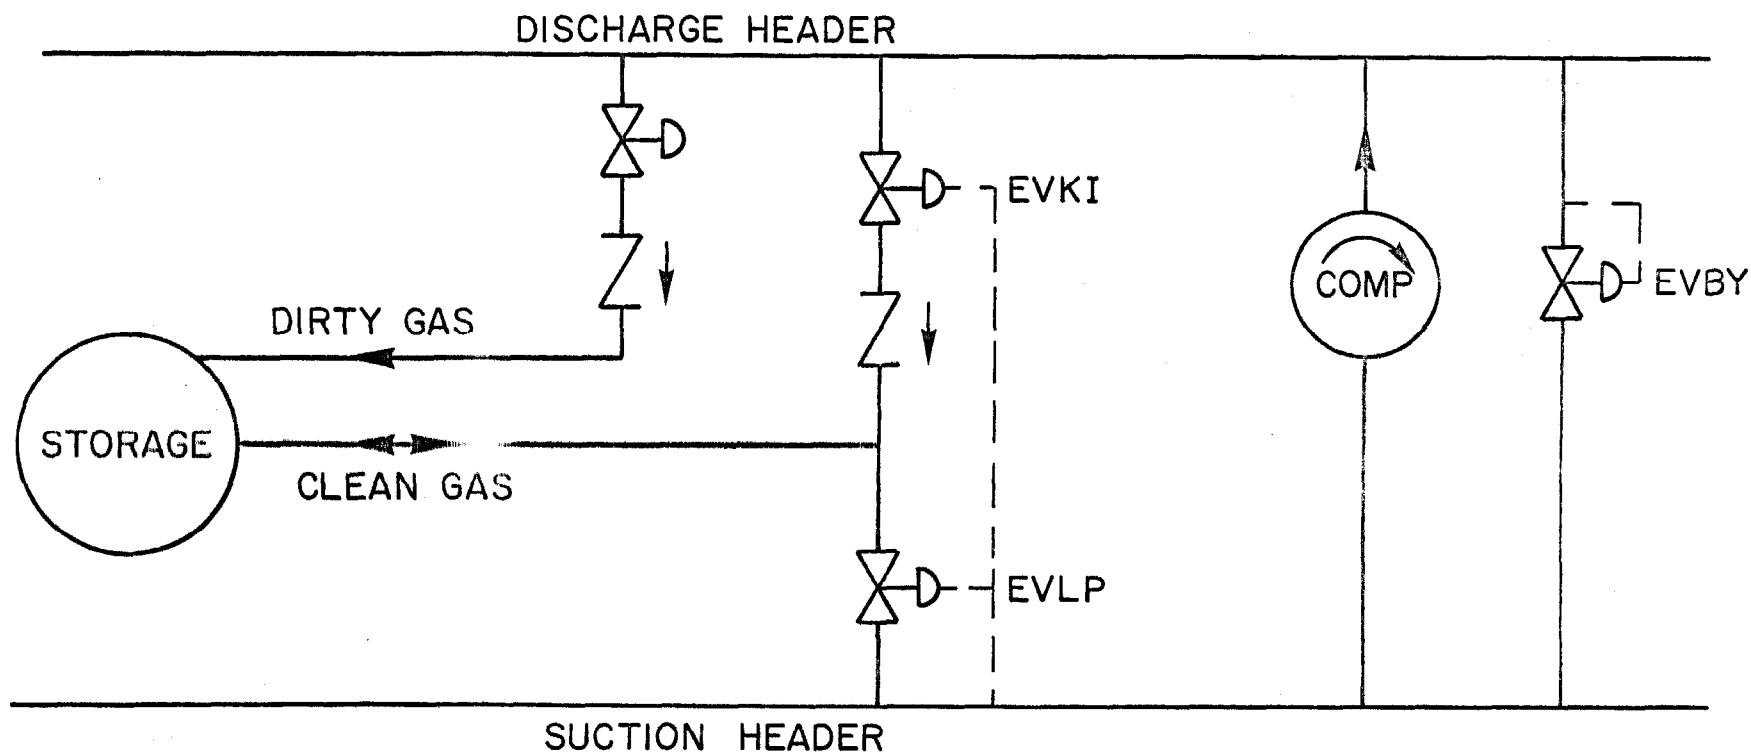 DISCHARGE HEADER
EVKI
COMP
EVBY
DIRTY GAS
STORAGE
CLEAN GAS
EVLP
SUCTION HEADER